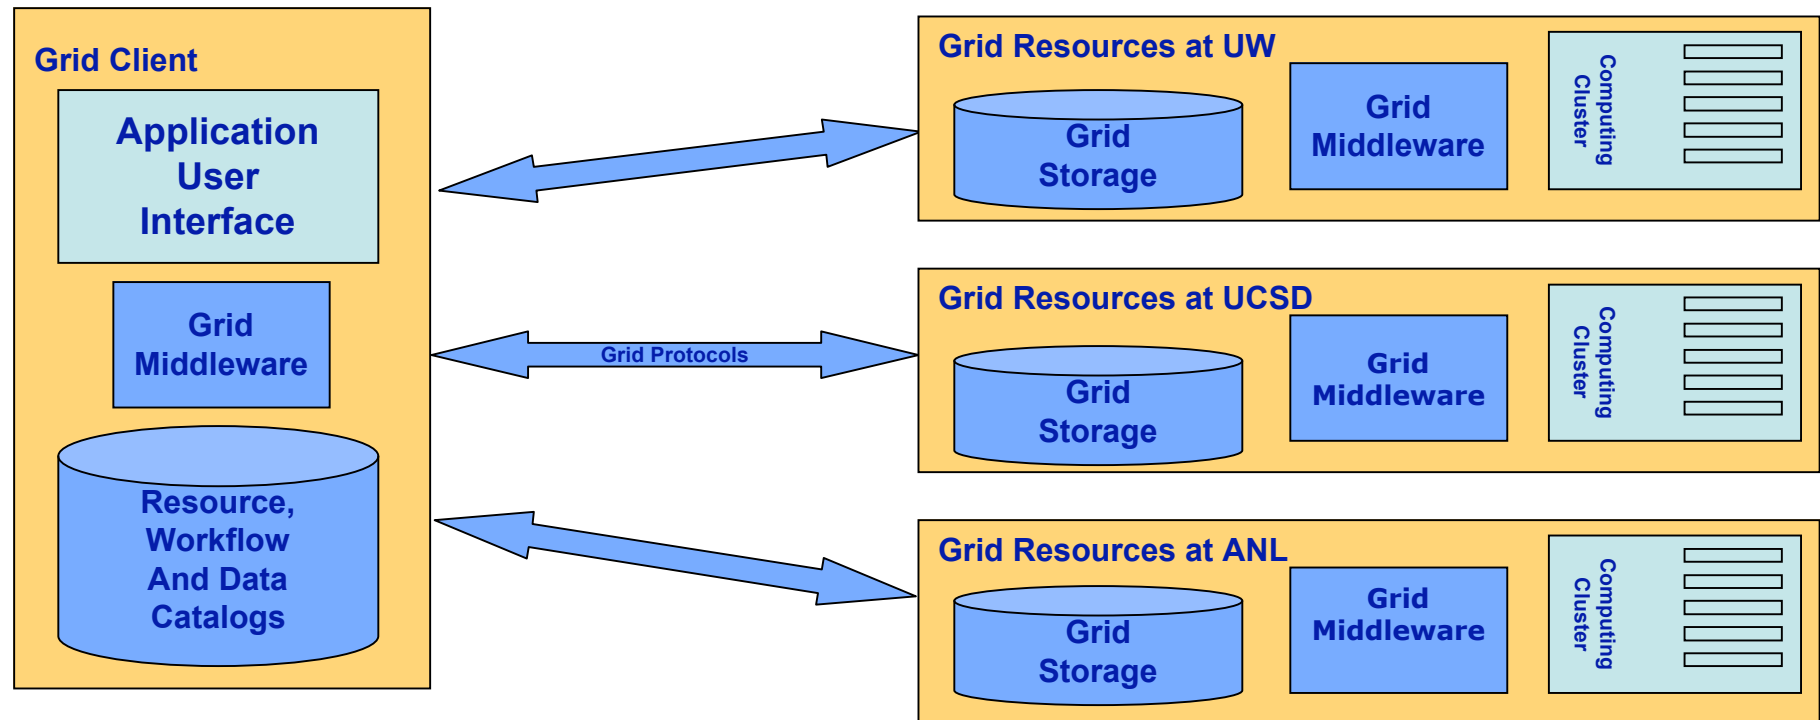 Grid Client
Application
User
Interface
Grid
Middleware
Resource,
Workflow
And Data
Catalogs
Grid Protocols
Grid Resources at UW
Grid
Storage
Grid
Middleware
Computing
Cluster
Grid Resources at UCSD
Grid
Storage
Grid
Middleware
Computing
Cluster
Grid Resources at ANL
Grid
Storage
Grid
Middleware
Computing
Cluster